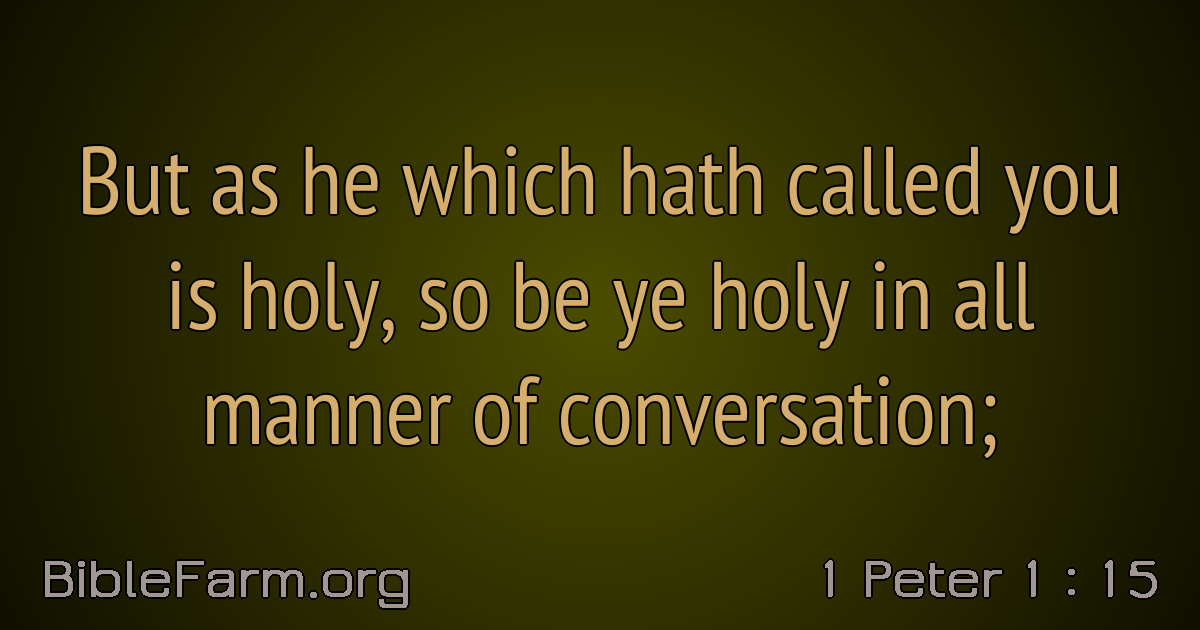 But as he which hath called you
is holy, so be ye holy in all
manner of conversation;
BibleFarm.org
1 Peter 1 : 15